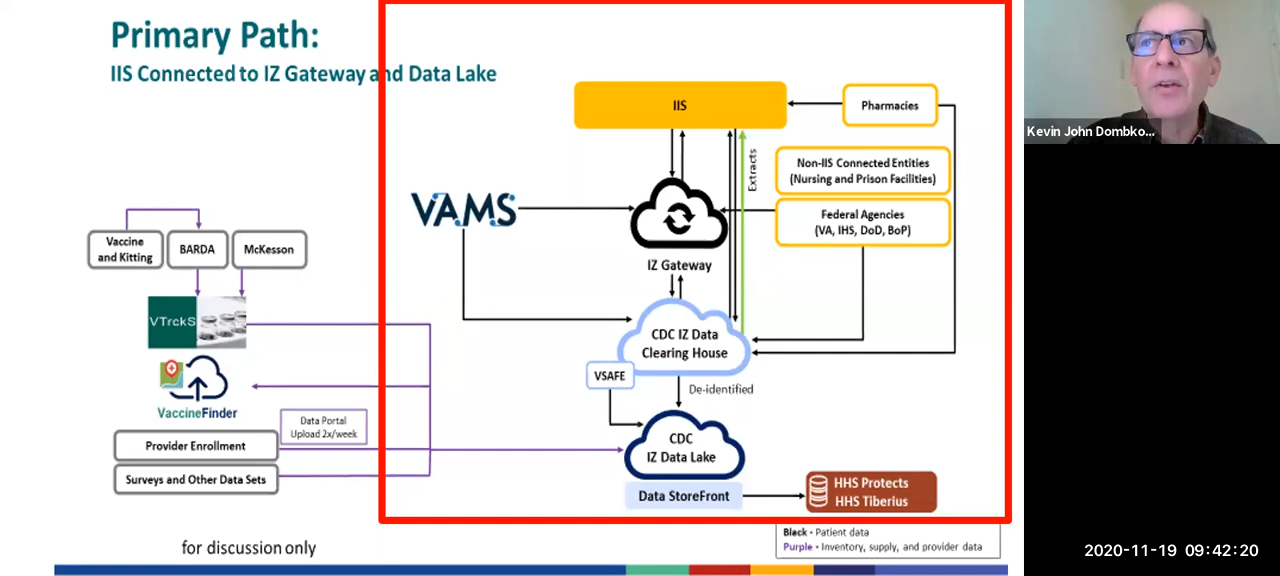 Primary Path:
IIS Connected to IZ Gateway and Data Lake
IIS
Pharmacies
Extracts
Non-IIS Connected Entities
(Nursing and Prison Facilities)
Federal Agencies
(VA, IHS, DoD, BoP)
VAMS
IZ Gateway
Vaccine
and Kitting
BARDA
McKesson
VTrckS
CDC IZ Data
Clearing House
VSAFE
De-identified
VaccineFinder
Data Portal
Upload 2x/week
Provider Enrollment
Surveys and Other Data Sets
CDC
IZ Data Lake
Data StoreFront
HHS Protects
HHS Tiberius
Black - Patient data
Purple - Inventory, supply, and provider data
for discussion only
Kevin John Dombko...
2020-11-19 09:42:20